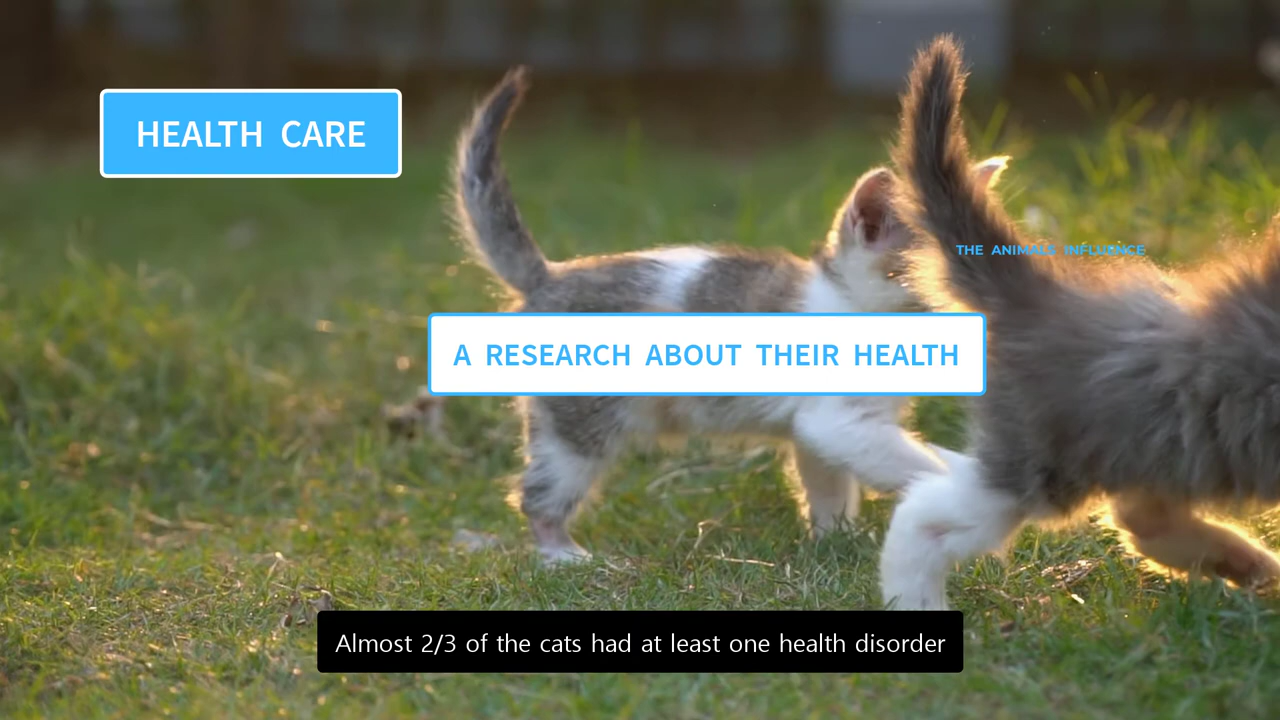 HEALTH CARE
THE ANIMALS INFLUENCE
A RESEARCH ABOUT THEIR HEALTH
Almost 2/3 of the cats had at least one health disorder